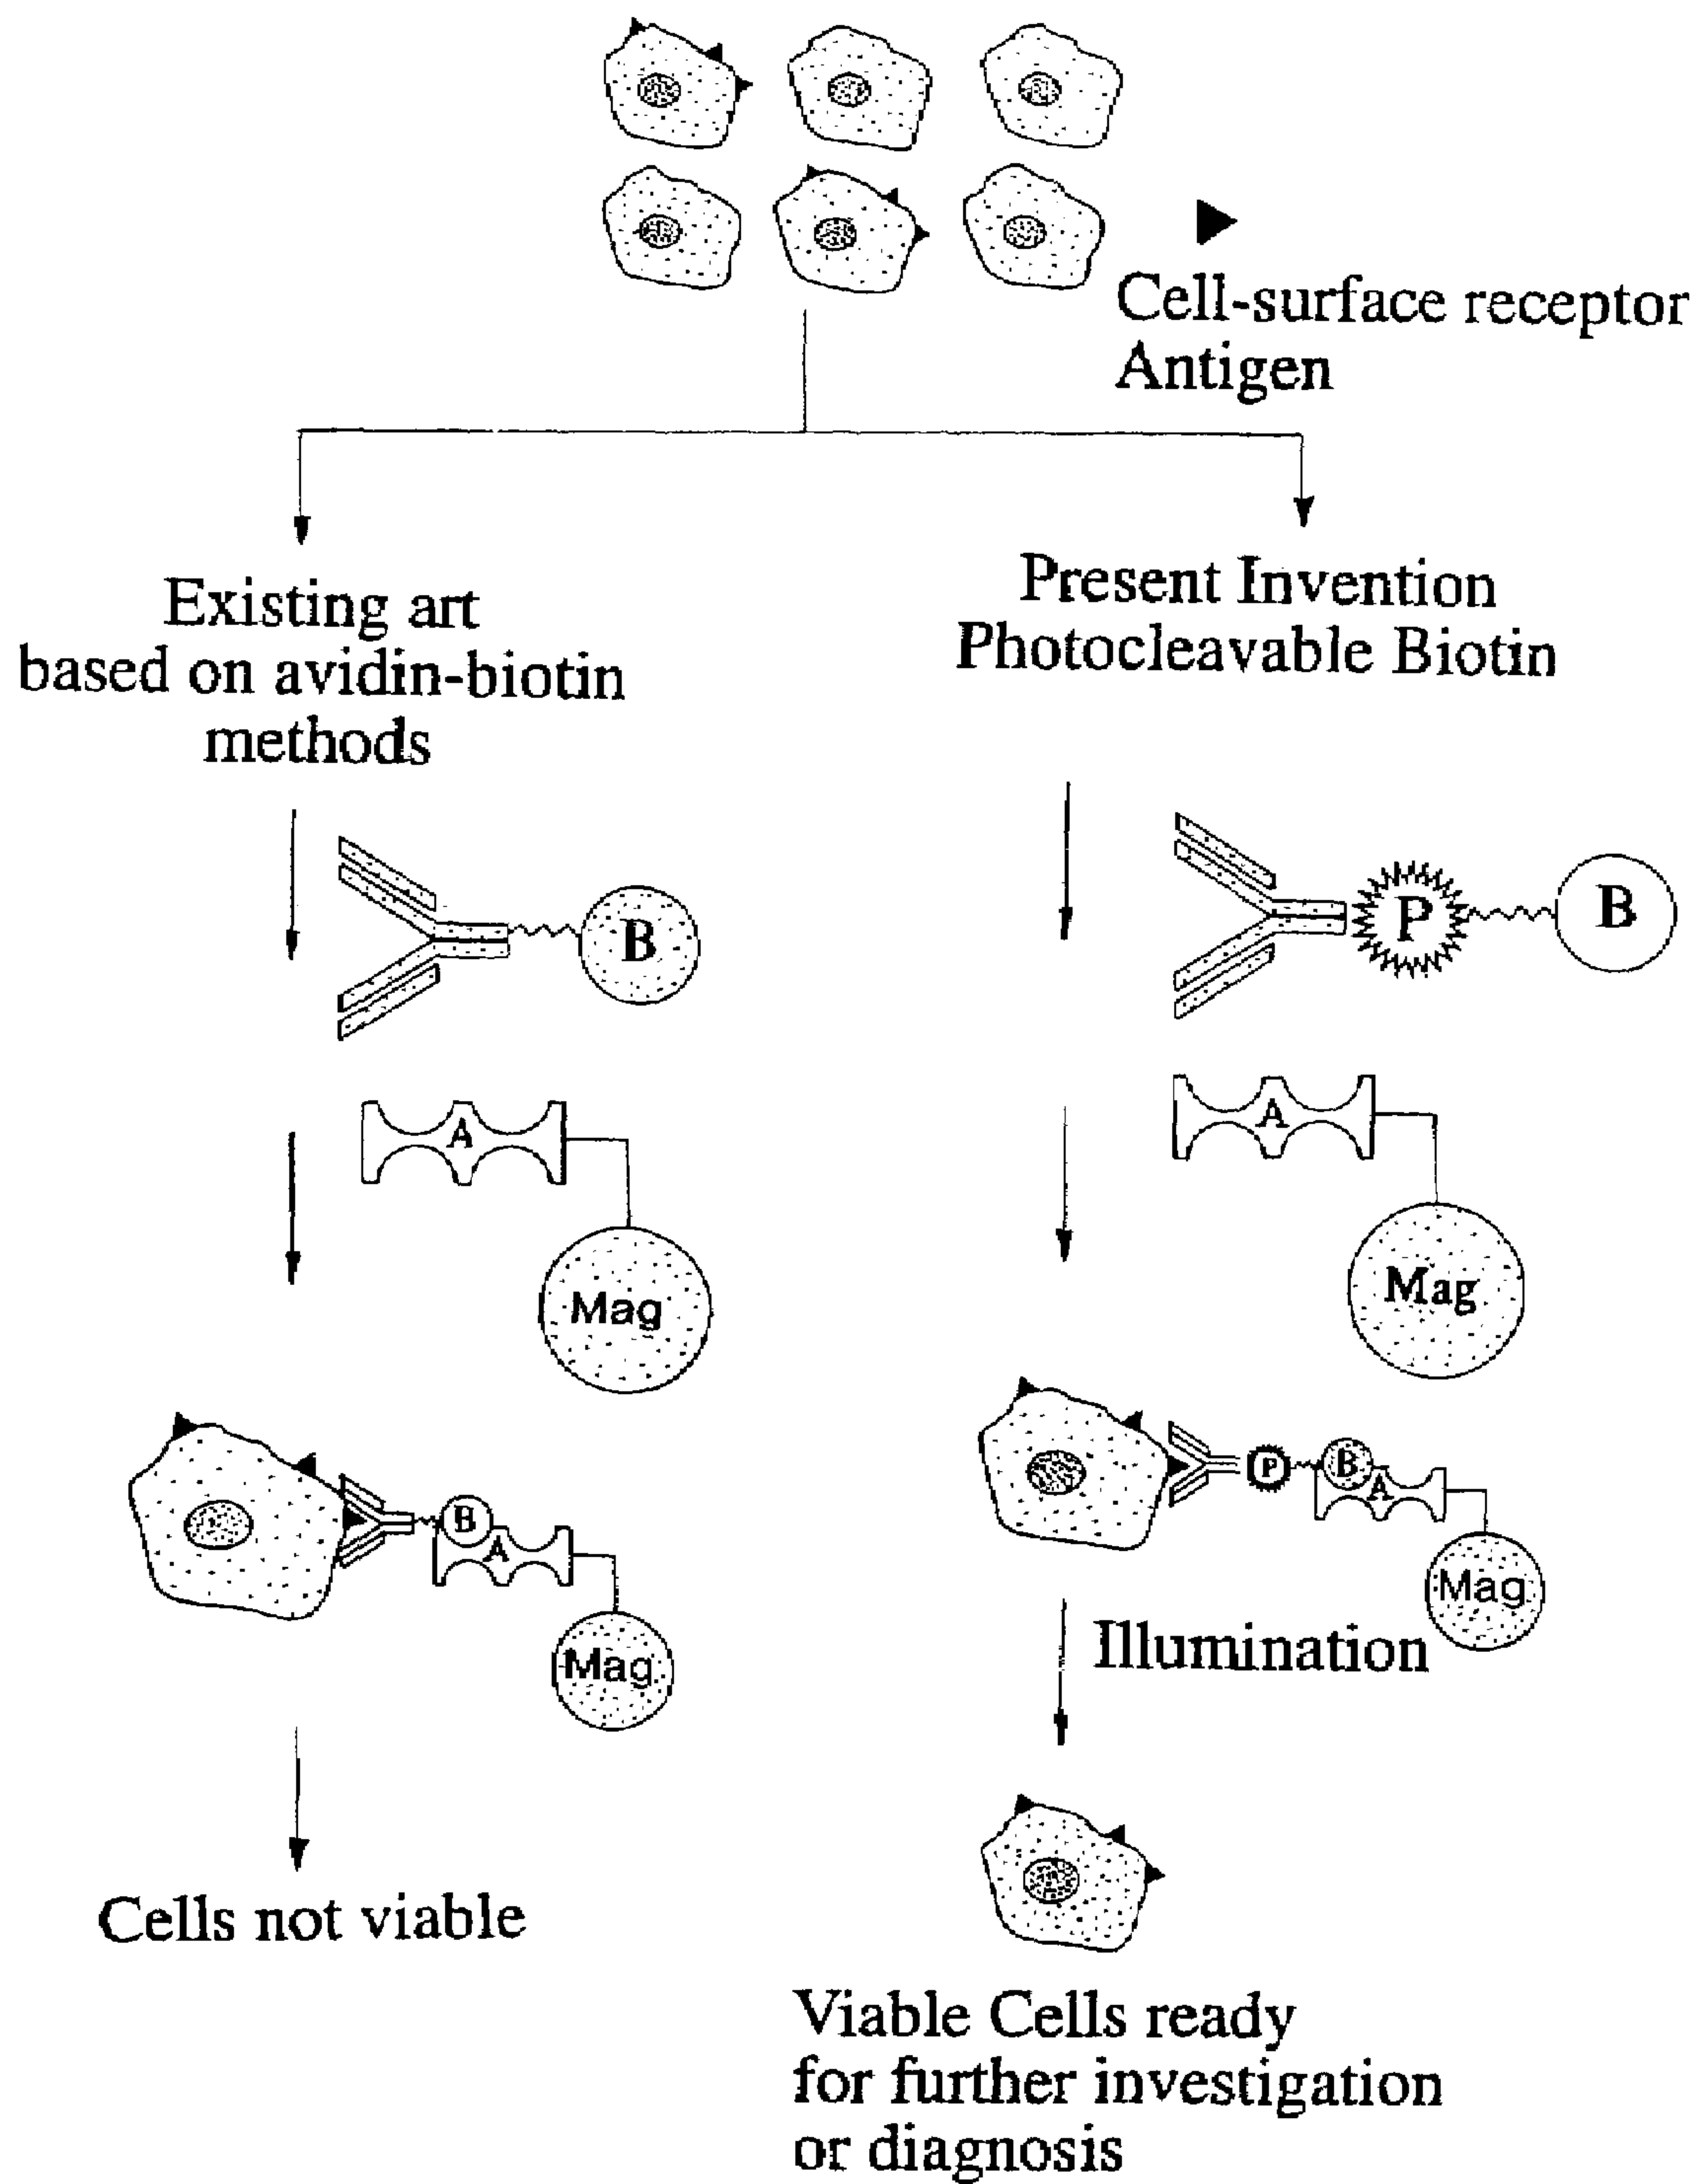 Cell-surface receptor
Antigen
Existing art
based on avidin-biotin
methods
B
A
Mag
B
A
Mag
Cells not viable
Present Invention
Photocleavable Biotin
P
B
A
Mag
P
B
A
Mag
Illumination
Viable Cells ready
for further investigation
or diagnosis